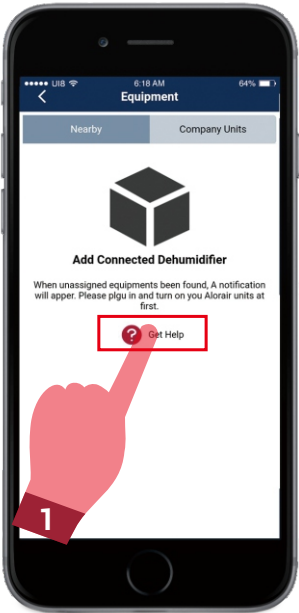 UI8 6:18 AM 64%
Equipment
Nearby Company Units
Add Connected Dehumidifier
When unassigned equipments been found, A notification
will apper. Please plgu in and turn on you Alorair units at
first.
? Get Help
1